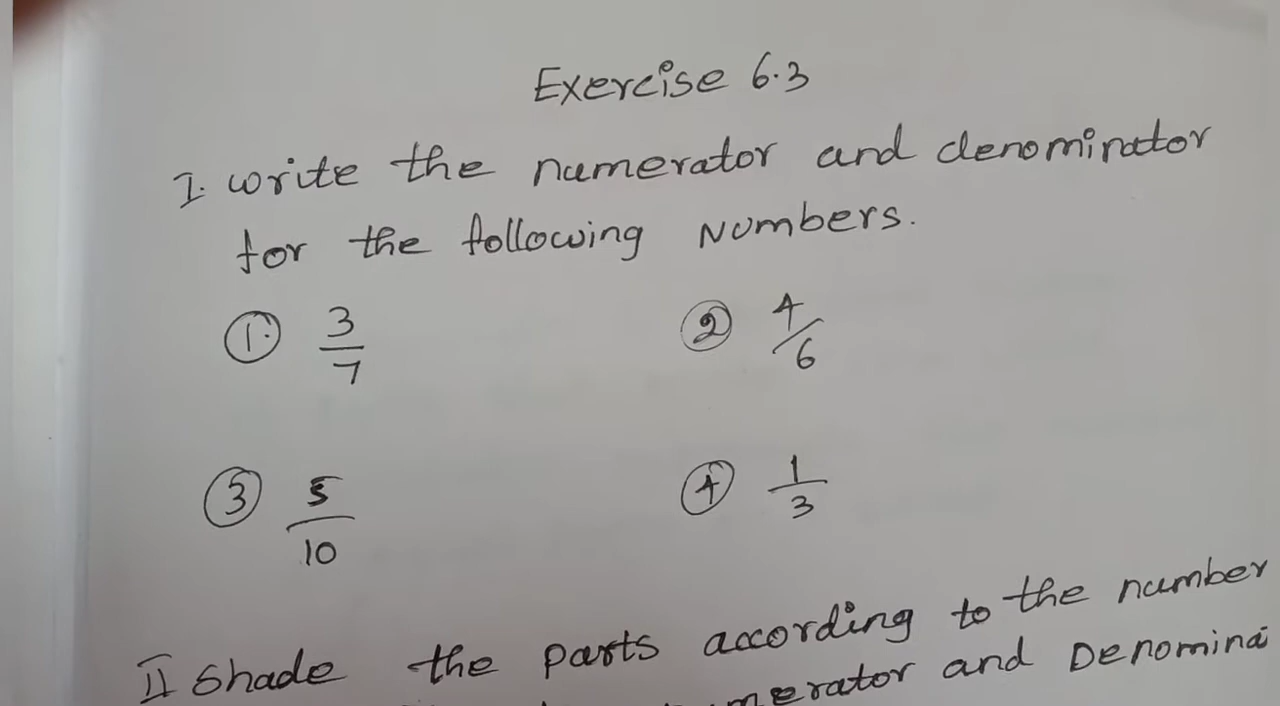 Exercise 6.3
I. Write the numerator and denominator
for the following Numbers.
① 3/7 ② 4/6
③ 5/10 ④ 1/3
II Shade the parts according to the number
and Denomina